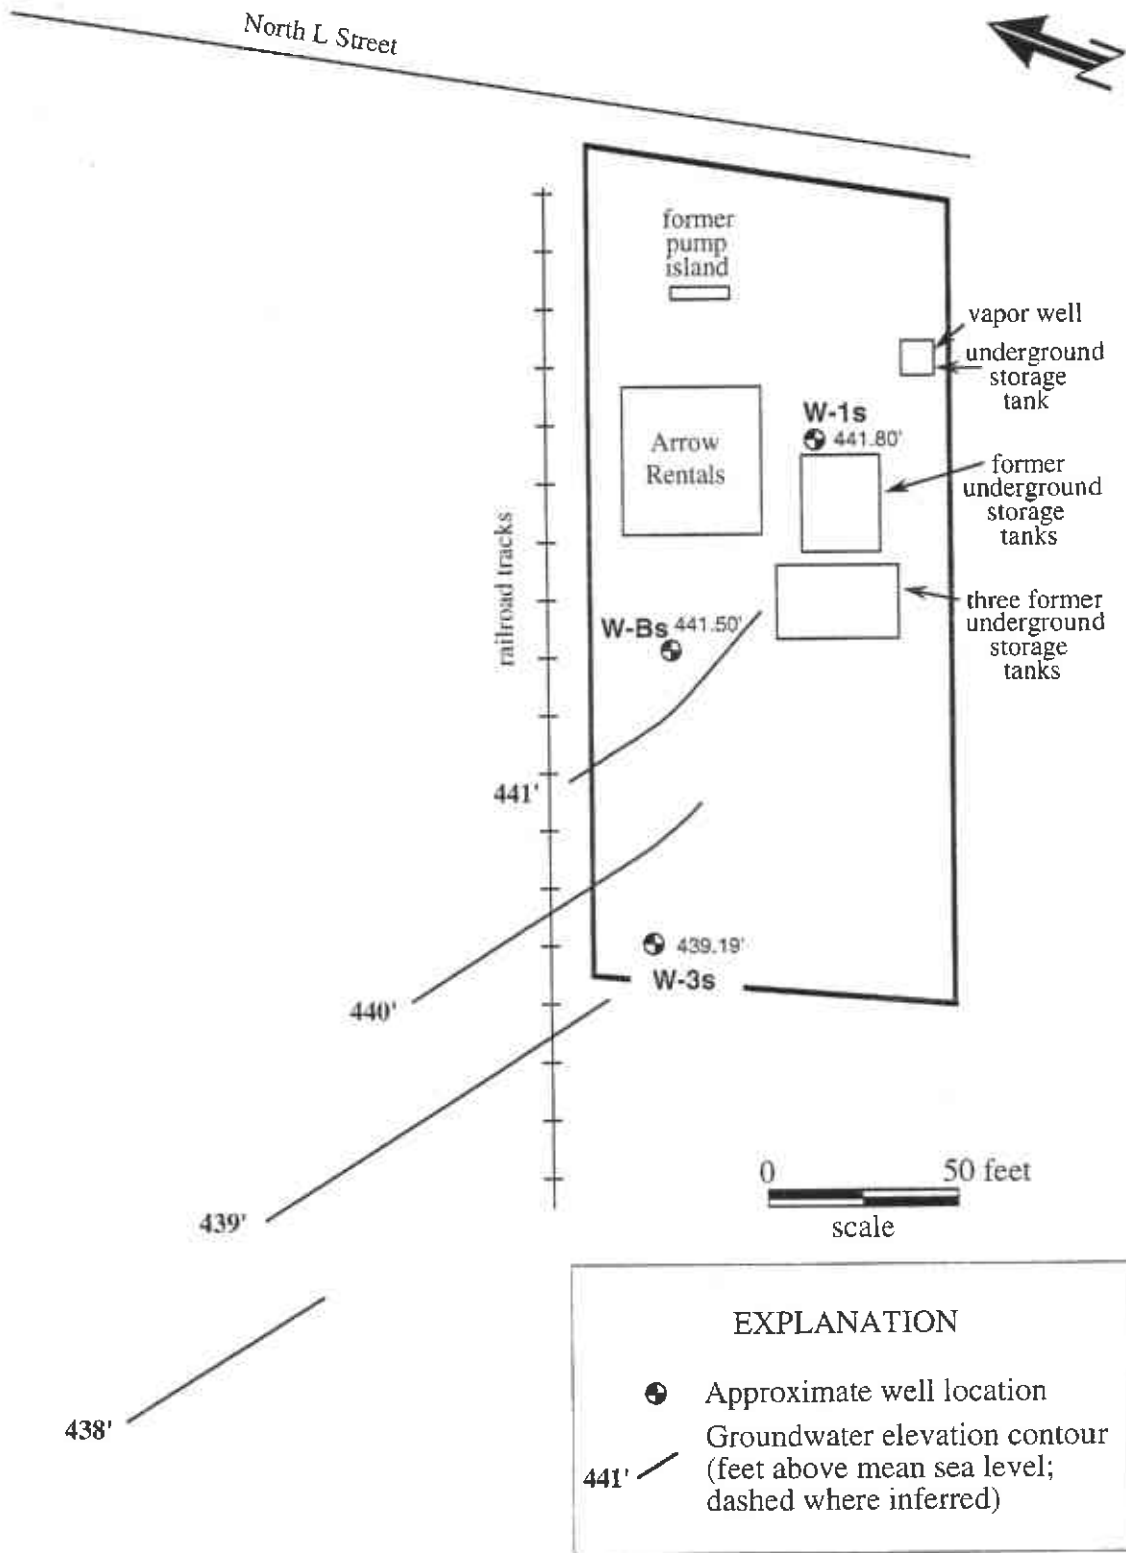 North L Street
N
former
pump
island
vapor well
underground
storage
tank
W-1s
441.80'
Arrow
Rentals
former
underground
storage
tanks
railroad tracks
three former
underground
storage
tanks
W-Bs 441.50'
441'
439.19'
W-3s
440'
439'
0 50 feet
scale
438'
EXPLANATION
Approximate well location
Groundwater elevation contour
441' (feet above mean sea level;
dashed where inferred)